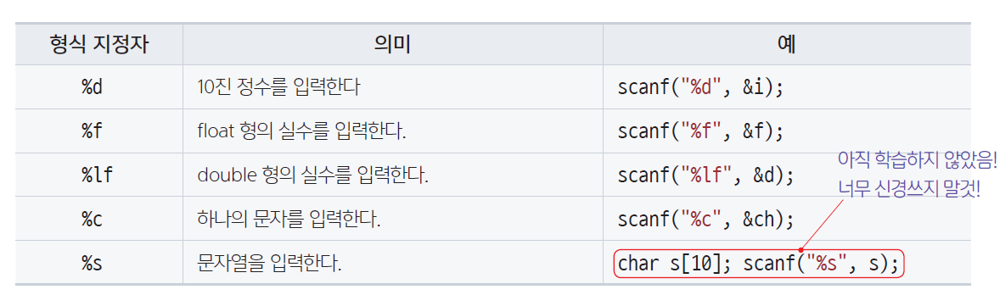 형식 지정자 의미 예
%d 10진 정수를 입력한다 scanf("%d", &i);
%f float 형의 실수를 입력한다. scanf("%f", &f);
아직 학습하지 않았음!
%lf double 형의 실수를 입력한다. scanf("%lf", &d);
너무 신경쓰지 말것!
%c 하나의 문자를 입력한다. scanf("%c", &ch);
%s 문자열을 입력한다. char s[10]; scanf("%s", s);